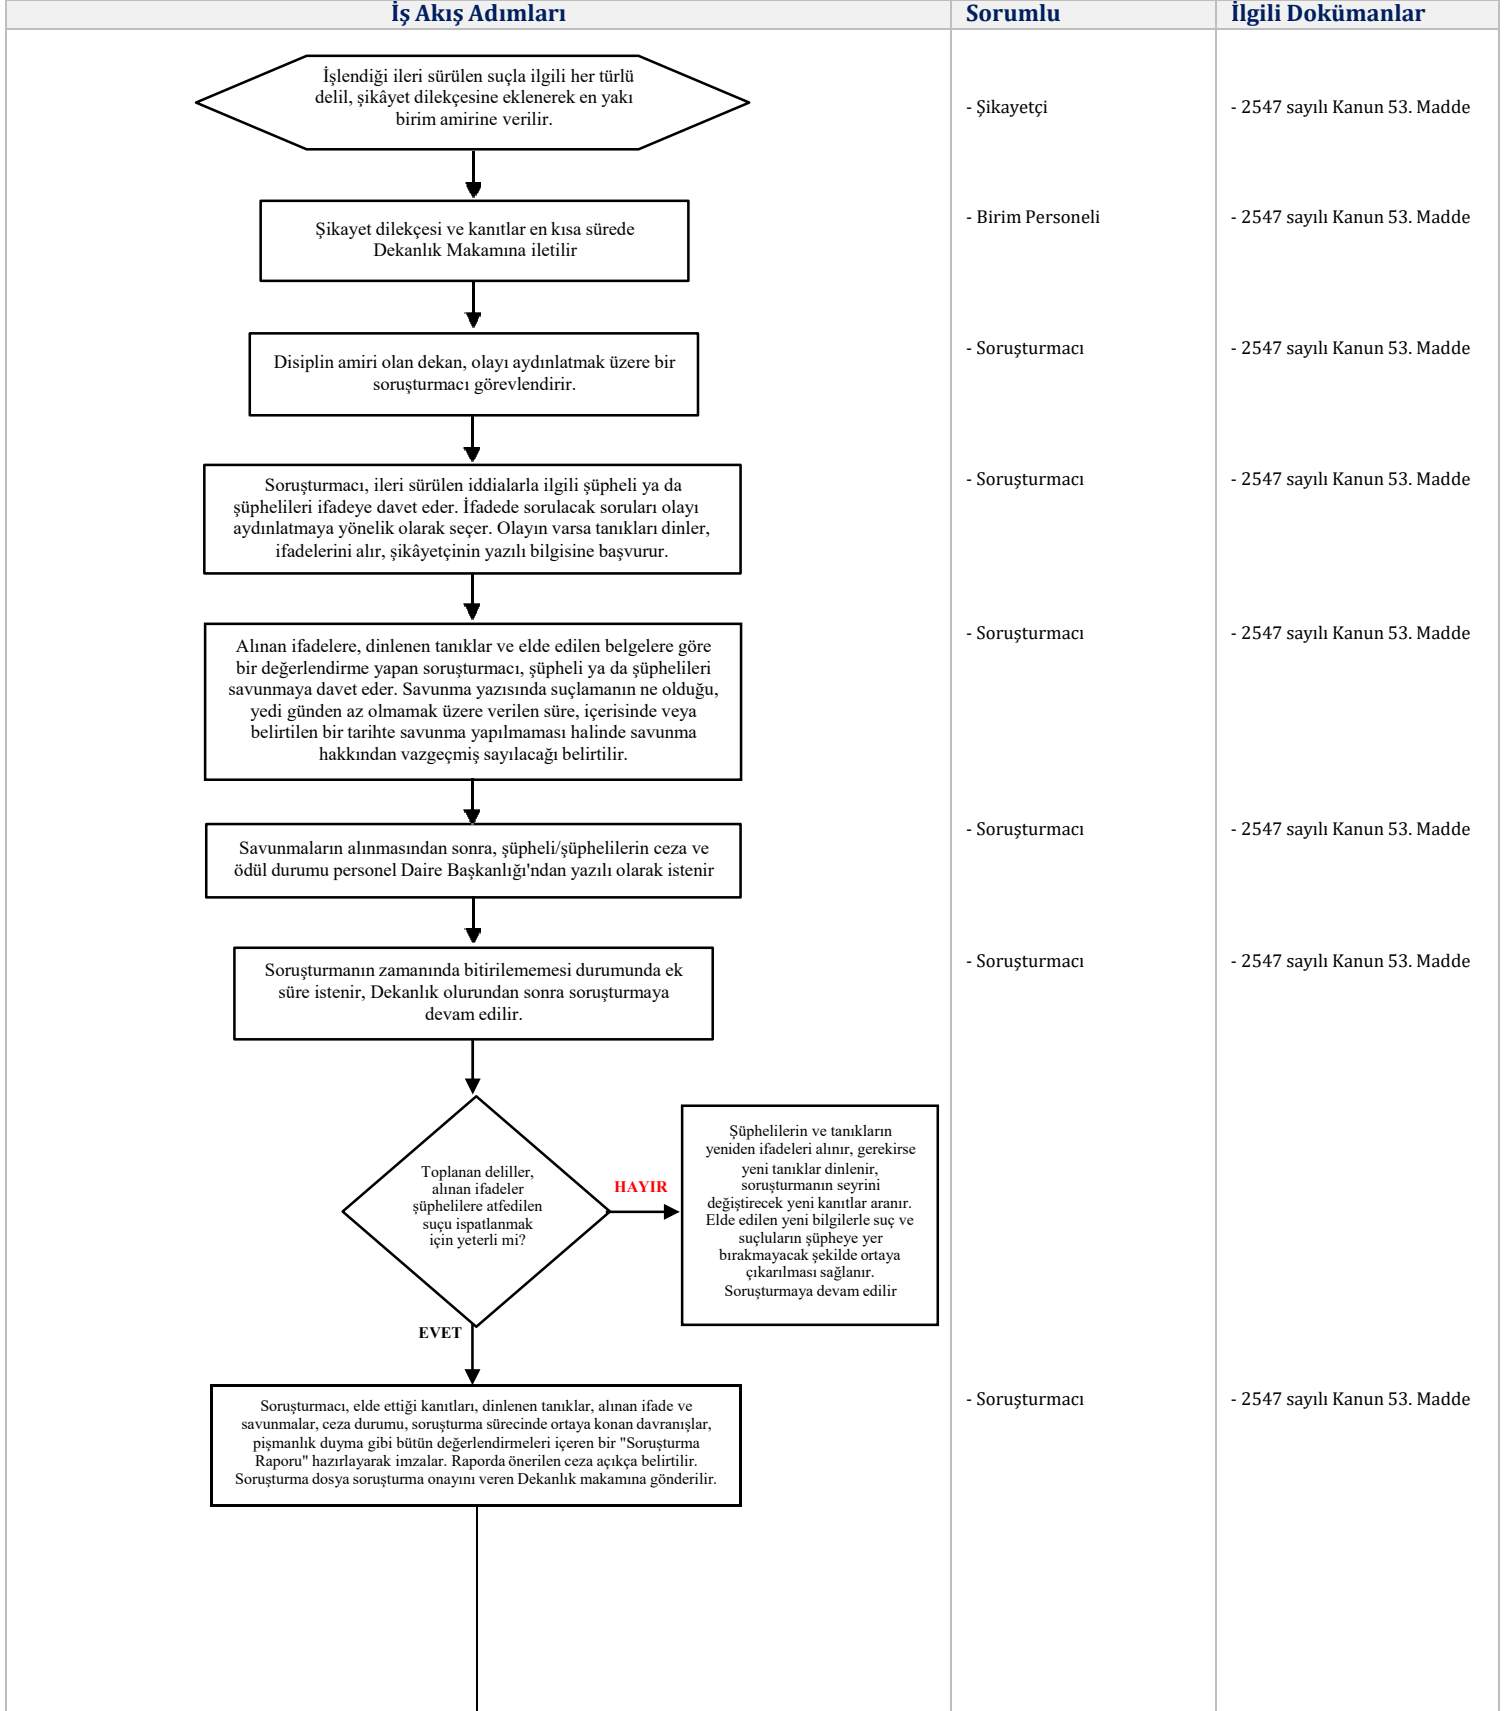 İş Akış Adımları
Sorumlu
İlgili Dokümanlar
İşlendiği ileri sürülen suçla ilgili her türlü
delil, şikâyet dilekçesine eklenerek en yakı
birim amirine verilir.
- Şikayetçi
- 2547 sayılı Kanun 53. Madde
Şikayet dilekçesi ve kanıtlar en kısa sürede
Dekanlık Makamına iletilir
- Birim Personeli
- 2547 sayılı Kanun 53. Madde
Disiplin amiri olan dekan, olayı aydınlatmak üzere bir
soruşturmacı görevlendirir.
- Soruşturmacı
- 2547 sayılı Kanun 53. Madde
Soruşturmacı, ileri sürülen iddialarla ilgili şüpheli ya da
şüphelileri ifadeye davet eder. İfadede sorulacak soruları olayı
aydınlatmaya yönelik olarak seçer. Olayın varsa tanıkları dinler,
ifadelerini alır, şikâyetçinin yazılı bilgisine başvurur.
- Soruşturmacı
- 2547 sayılı Kanun 53. Madde
Alınan ifadelere, dinlenen tanıklar ve elde edilen belgelere göre
bir değerlendirme yapan soruşturmacı, şüpheli ya da şüphelileri
savunmaya davet eder. Savunma yazısında suçlamanın ne olduğu,
yedi günden az olmamak üzere verilen süre, içerisinde veya
belirtilen bir tarihte savunma yapılmaması halinde savunma
hakkından vazgeçmiş sayılacağı belirtilir.
- Soruşturmacı
- 2547 sayılı Kanun 53. Madde
Savunmaların alınmasından sonra, şüpheli/şüphelilerin ceza ve
ödül durumu personel Daire Başkanlığı'ndan yazılı olarak istenir
- Soruşturmacı
- 2547 sayılı Kanun 53. Madde
Soruşturmanın zamanında bitirilememesi durumunda ek
süre istenir, Dekanlık olurundan sonra soruşturmaya
devam edilir.
- Soruşturmacı
- 2547 sayılı Kanun 53. Madde
Toplanan deliller,
alınan ifadeler
şüphelilere atfedilen
suçu ispatlanmak
için yeterli mi?
HAYIR
Şüphelilerin ve tanıkların
yeniden ifadeleri alınır, gerekirse
yeni tanıklar dinlenir,
soruşturmanın seyrini
değiştirecek yeni kanıtlar aranır.
Elde edilen yeni bilgilerle suç ve
suçluların şüpheye yer
bırakmayacak şekilde ortaya
çıkarılması sağlanır.
Soruşturmaya devam edilir
EVET
Soruşturmacı, elde ettiği kanıtları, dinlenen tanıklar, alınan ifade ve
savunmalar, ceza durumu, soruşturma sürecinde ortaya konan davranışlar,
pişmanlık duyma gibi bütün değerlendirmeleri içeren bir "Soruşturma
Raporu" hazırlayarak imzalar. Raporda önerilen ceza açıkça belirtilir.
Soruşturma dosya soruşturma onayını veren Dekanlık makamına gönderilir.
- Soruşturmacı
- 2547 sayılı Kanun 53. Madde